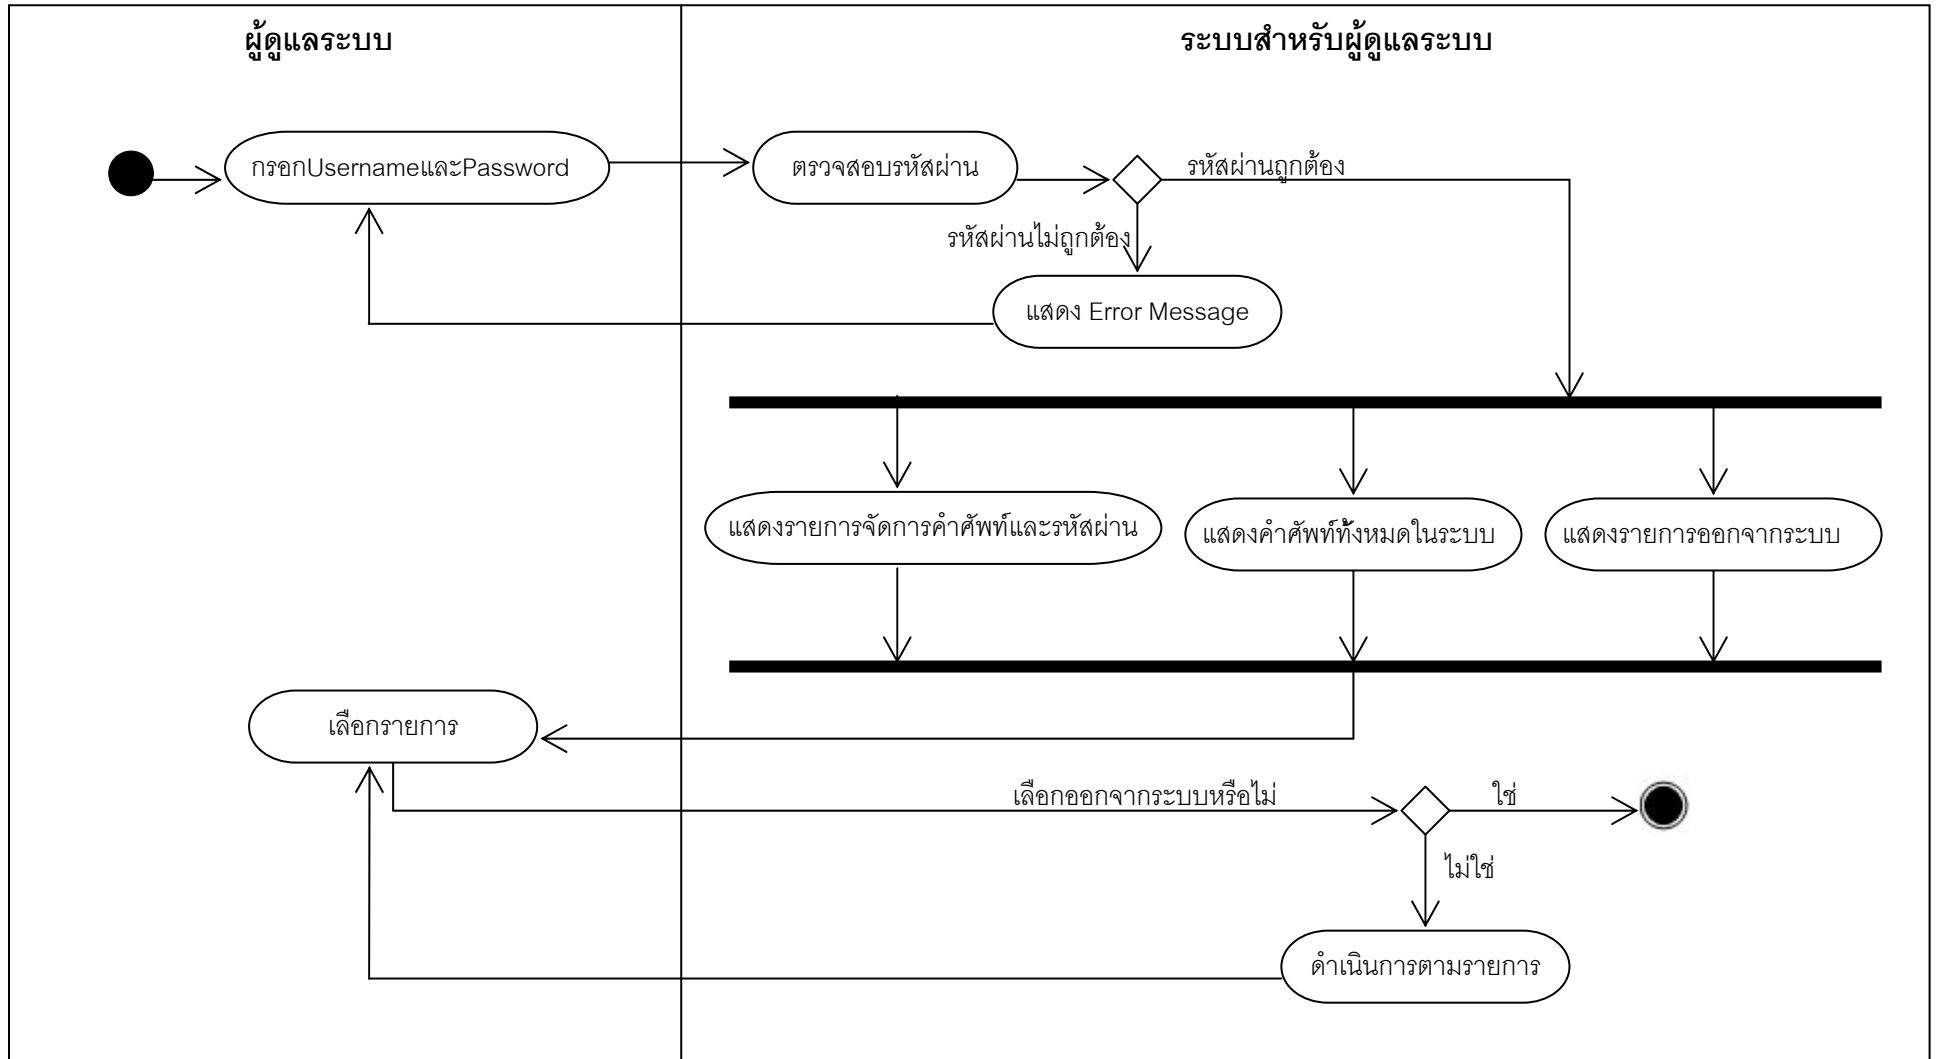 ผู้ดูแลระบบ
ระบบสำหรับผู้ดูแลระบบ
กรอกUsernameและPassword
ตรวจสอบรหัสผ่าน
รหัสผ่านถูกต้อง
รหัสผ่านไม่ถูกต้อง
แสดง Error Message
แสดงรายการจัดการคำศัพท์และรหัสผ่าน
แสดงคำศัพท์ทั้งหมดในระบบ
แสดงรายการออกจากระบบ
เลือกรายการ
เลือกออกจากระบบหรือไม่
ใช่
ไม่ใช่
ดำเนินการตามรายการ